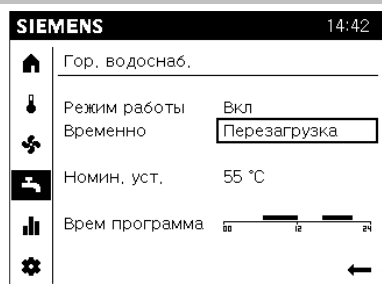 SIEMENS 14:42
Гор. водоснаб.
Режим работы Вкл
Временно Перезагрузка
Номин. уст. 55 °C
Врем программа
00 12 24